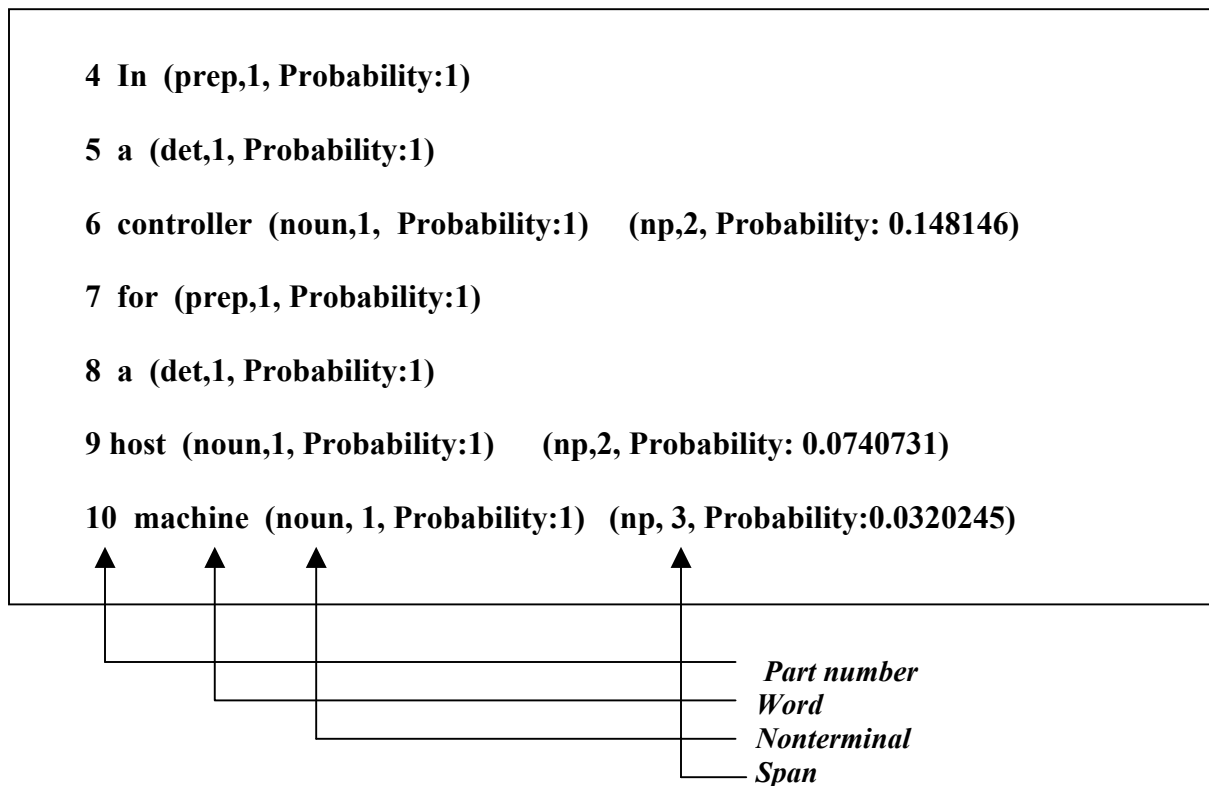 4 In (prep,1, Probability:1)
5 a (det,1, Probability:1)
6 controller (noun,1, Probability:1) (np,2, Probability: 0.148146)
7 for (prep,1, Probability:1)
8 a (det,1, Probability:1)
9 host (noun,1, Probability:1) (np,2, Probability: 0.0740731)
10 machine (noun, 1, Probability:1) (np, 3, Probability:0.0320245)
Part number
Word
Nonterminal
Span